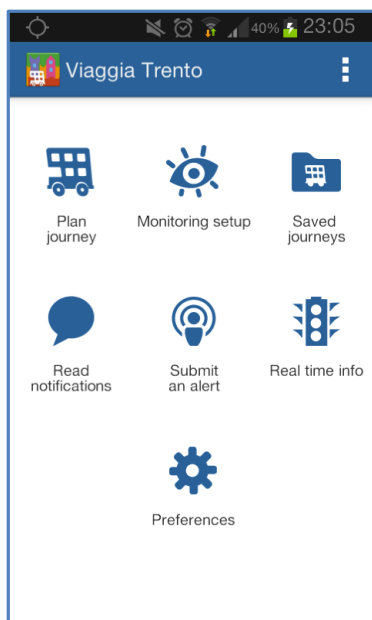 40% 23:05
Viaggia Trento
Plan
journey
Monitoring setup
Saved
journeys
Read
notifications
Submit
an alert
Real time info
Preferences